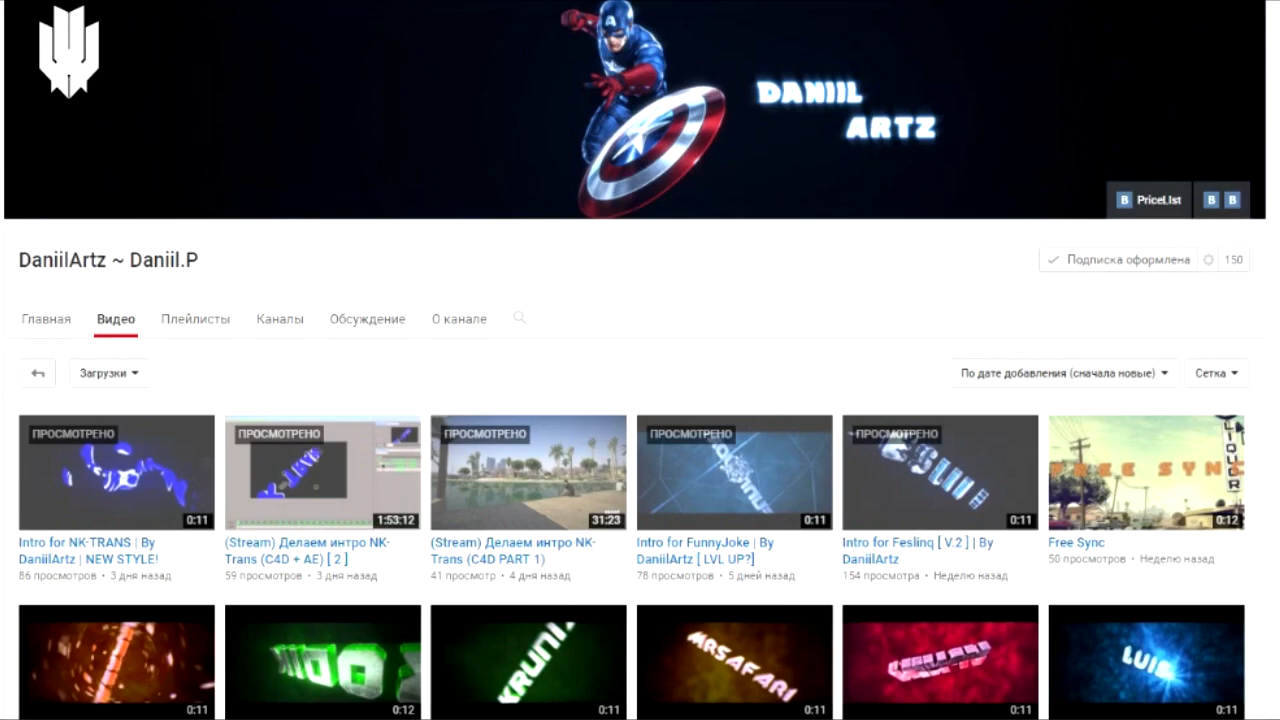 DANIIL
ARTZ
B PriceList B B
DaniilArtz ~ Daniil.P
Подписка оформлена 150
Главная Видео Плейлисты Каналы Обсуждение О канале
Загрузки По дате добавления (сначала новые) Сетка
ПРОСМОТРЕНО ПРОСМОТРЕНО ПРОСМОТРЕНО ПРОСМОТРЕНО ПРОСМОТРЕНО
LIQUOR
FREE SYNC
0:11 1:53:12 31:23 0:11 0:11 0:12
Intro for NK-TRANS | By
DaniilArtz | NEW STYLE!
86 просмотров • 3 дня назад
(Stream) Делаем интро NK-
Trans (C4D + AE) [ 2 ]
59 просмотров • 3 дня назад
(Stream) Делаем интро NK-
Trans (C4D PART 1)
41 просмотр • 4 дня назад
Intro for FunnyJoke | By
DaniilArtz [ LVL UP?]
78 просмотров • 5 дней назад
Intro for Feslinq [ V.2 ] | By
DaniilArtz
154 просмотра • Неделю назад
Free Sync
50 просмотров • Неделю назад
MRSAFARI
0:11 0:12 0:11 0:11 0:11 0:11